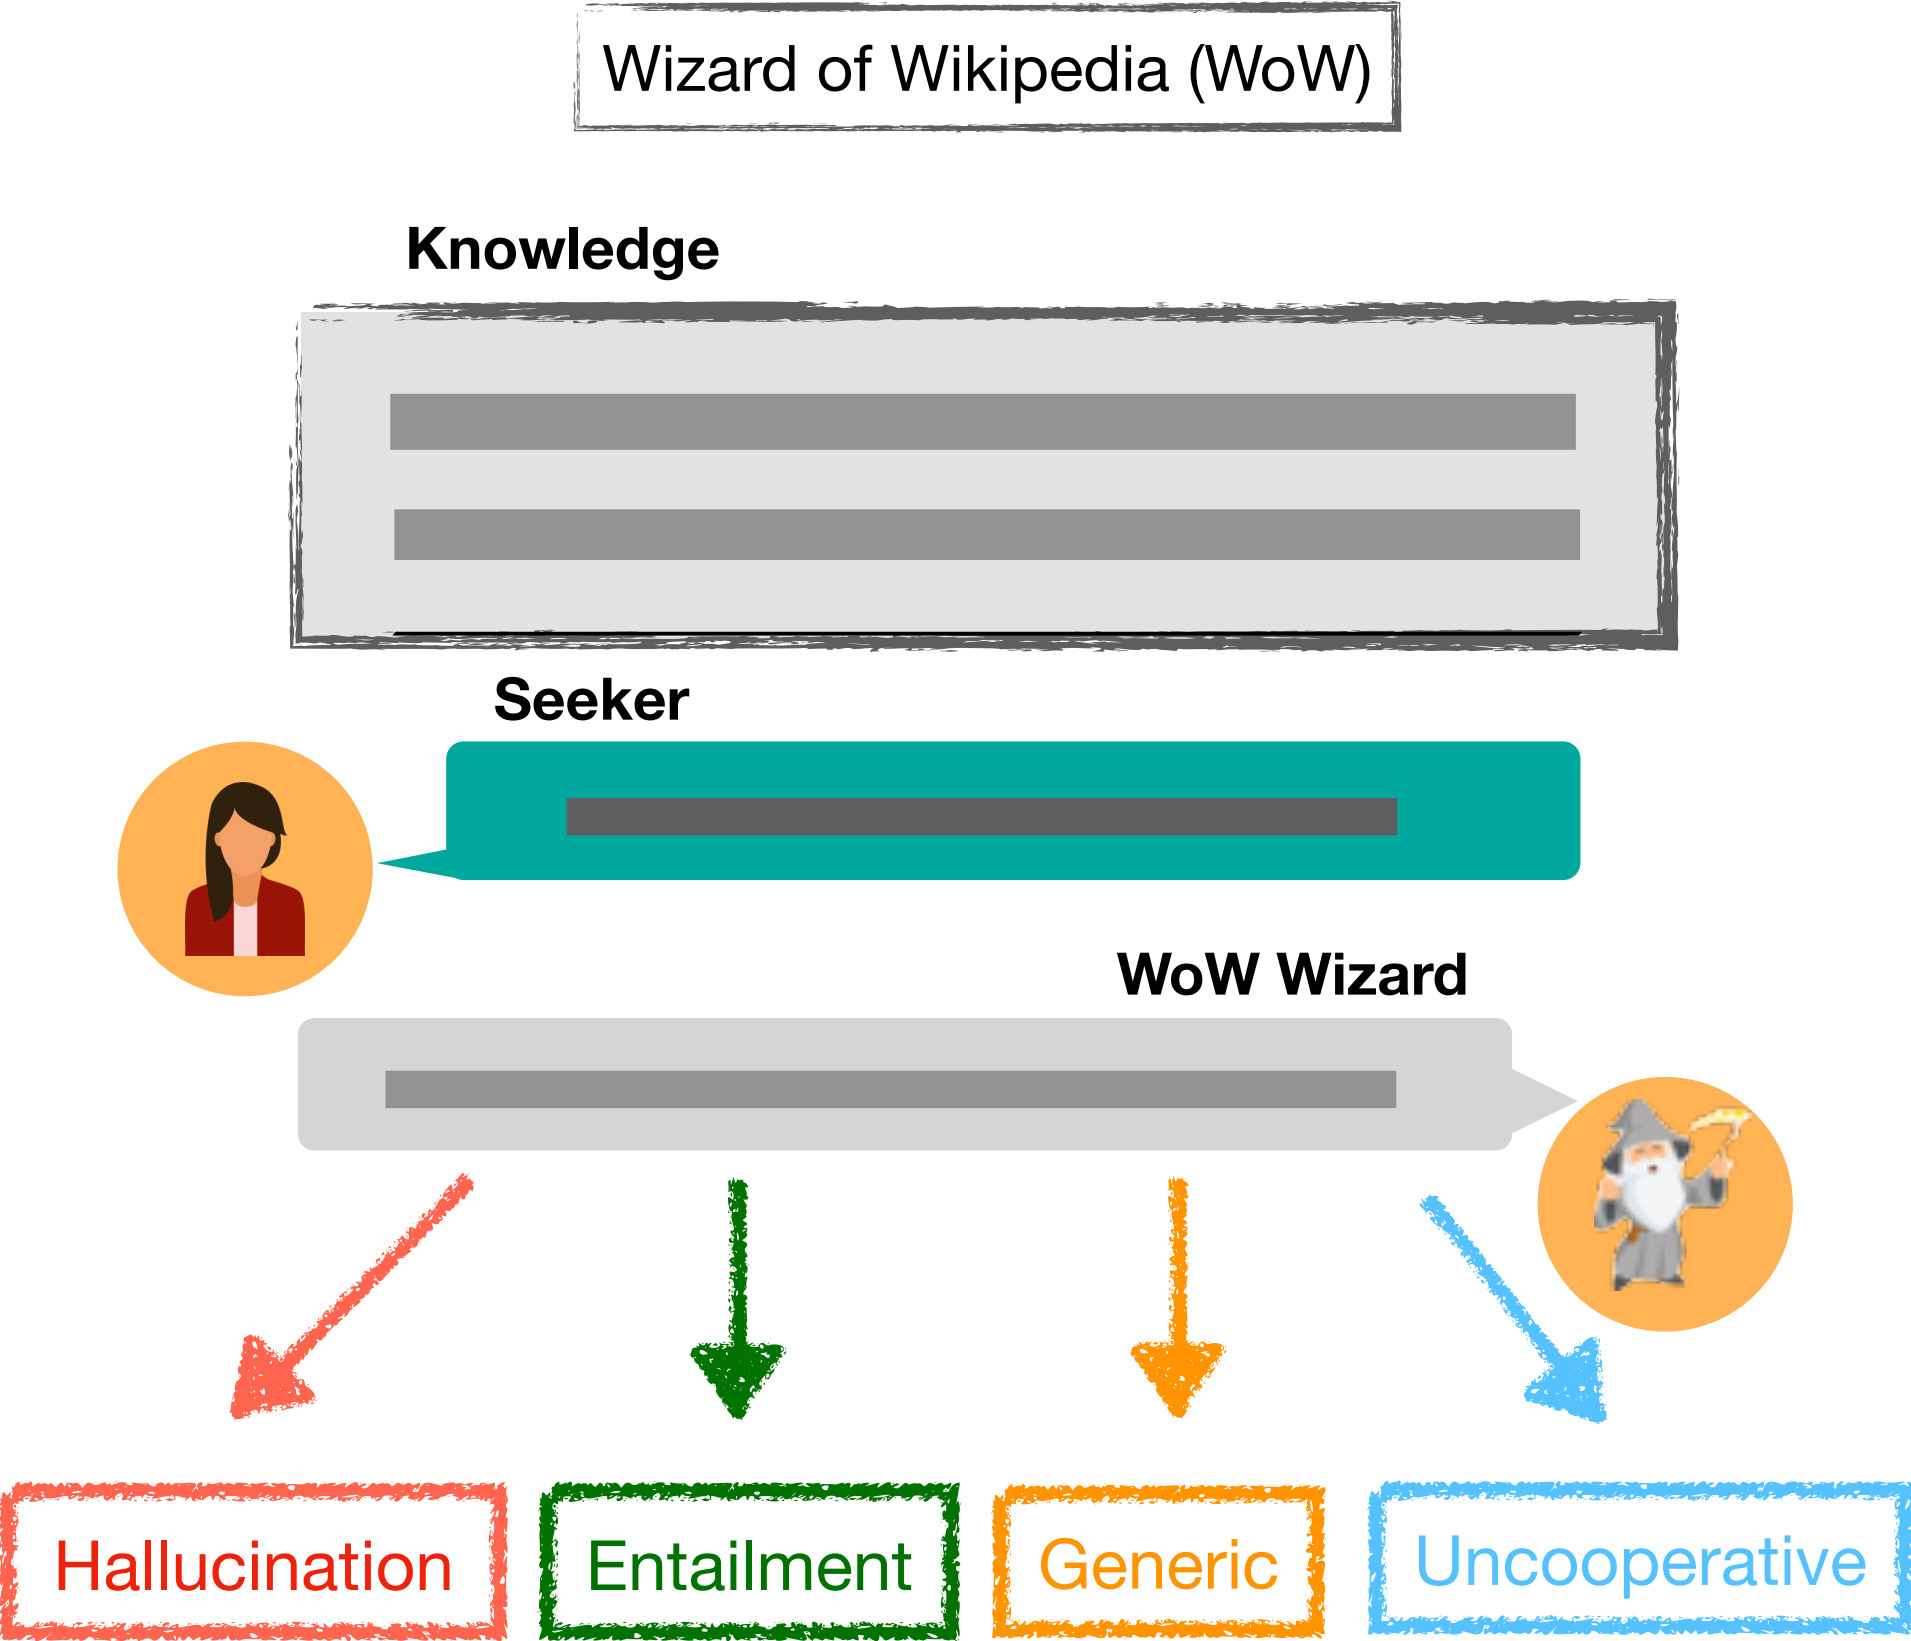 Wizard of Wikipedia (WoW)
Knowledge
Seeker
WoW Wizard
Hallucination
Entailment
Generic
Uncooperative